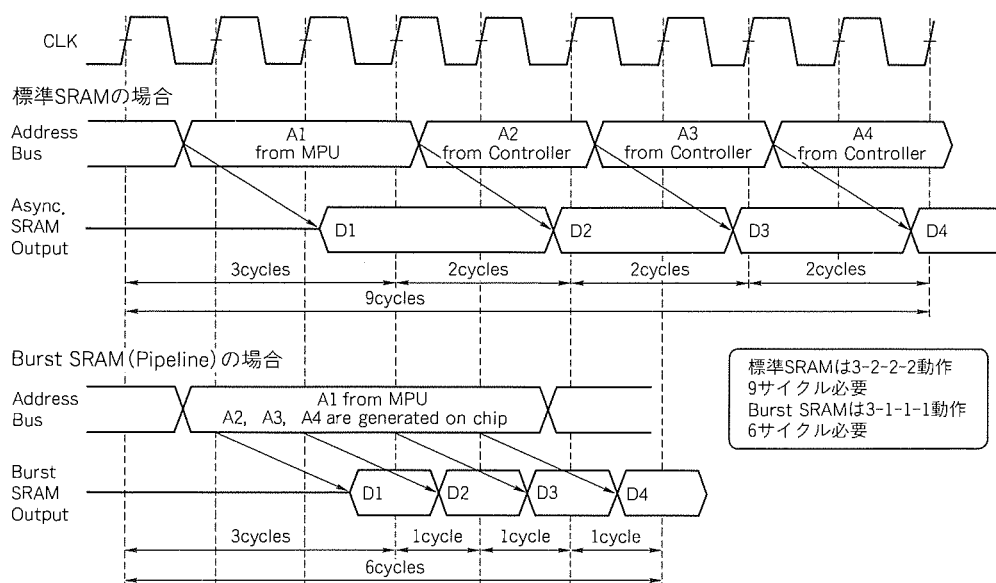 CLK
標準SRAMの場合
Address
Bus
A1
from MPU
A2
from Controller
A3
from Controller
A4
from Controller
Async.
SRAM
Output
D1
D2
D3
D4
3cycles
2cycles
2cycles
2cycles
9cycles
Burst SRAM(Pipeline)の場合
Address
Bus
A1 from MPU
A2, A3, A4 are generated on chip
標準SRAMは3-2-2-2動作
9サイクル必要
Burst SRAMは3-1-1-1動作
6サイクル必要
Burst
SRAM
Output
D1
D2
D3
D4
3cycles
1cycle
1cycle
1cycle
6cycles